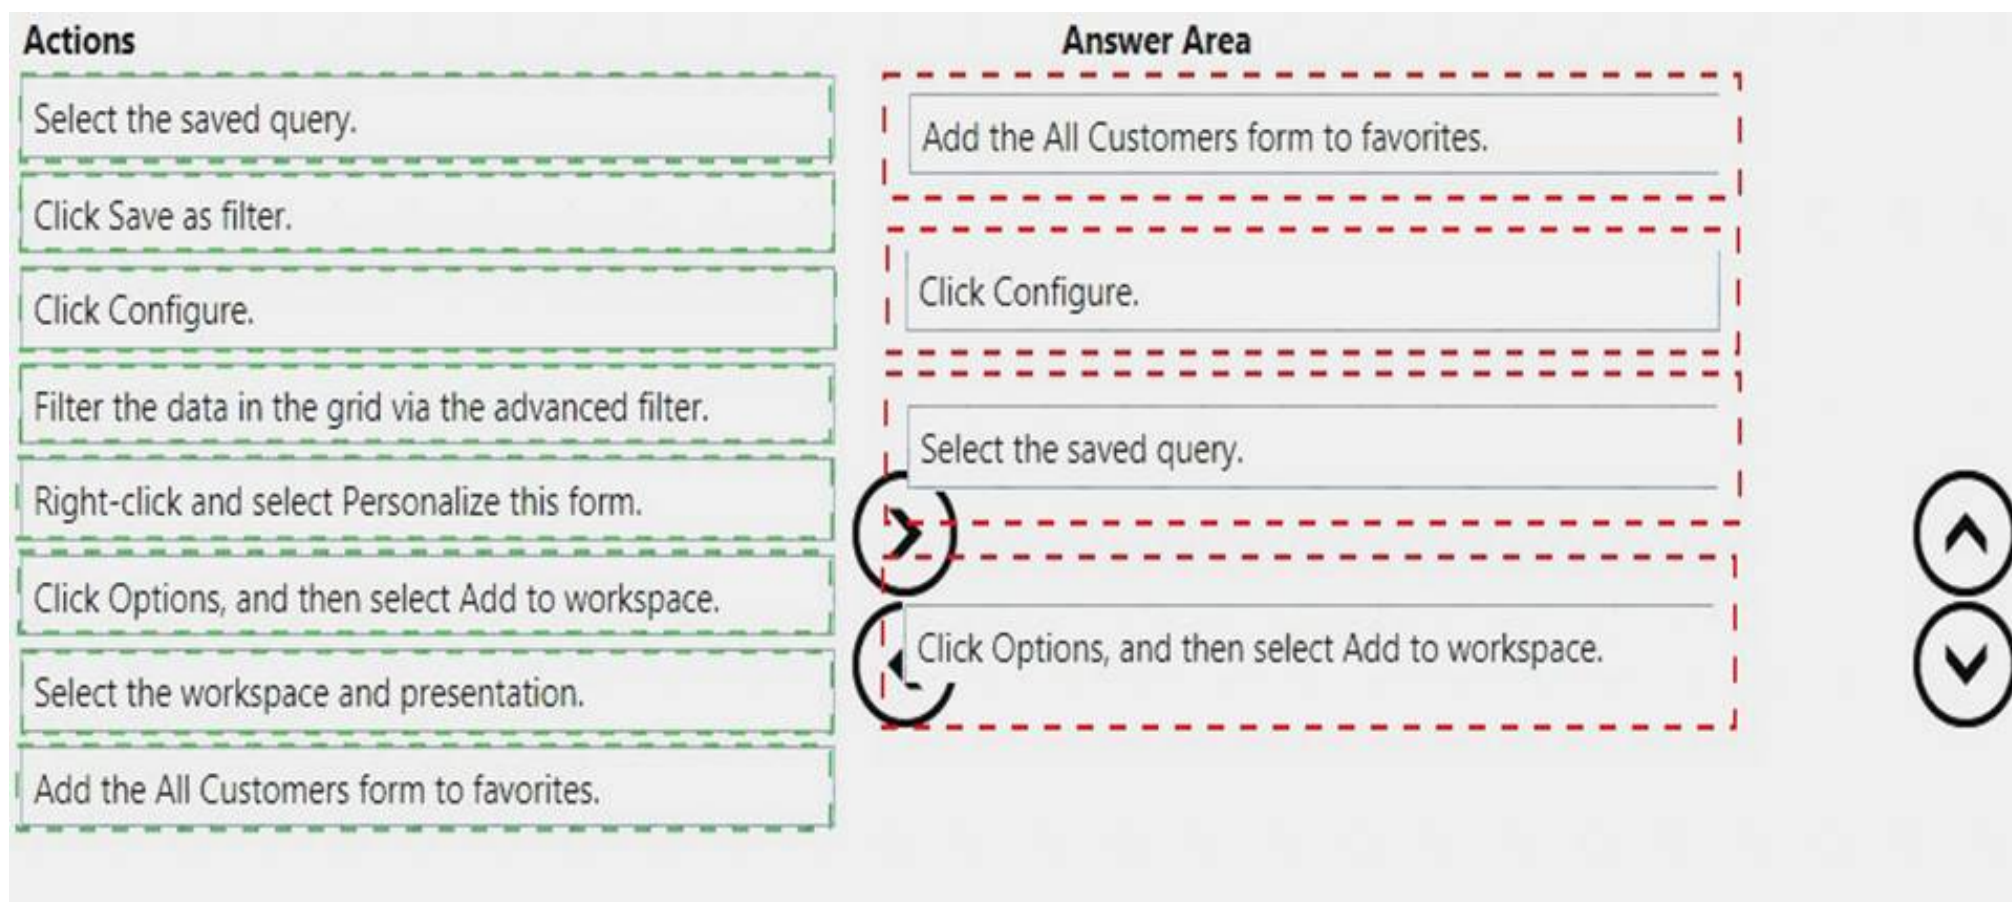 Actions
Select the saved query.
Click Save as filter.
Click Configure.
Filter the data in the grid via the advanced filter.
Right-click and select Personalize this form.
Click Options, and then select Add to workspace.
Select the workspace and presentation.
Add the All Customers form to favorites.
Answer Area
Add the All Customers form to favorites.
Click Configure.
Select the saved query.
Click Options, and then select Add to workspace.